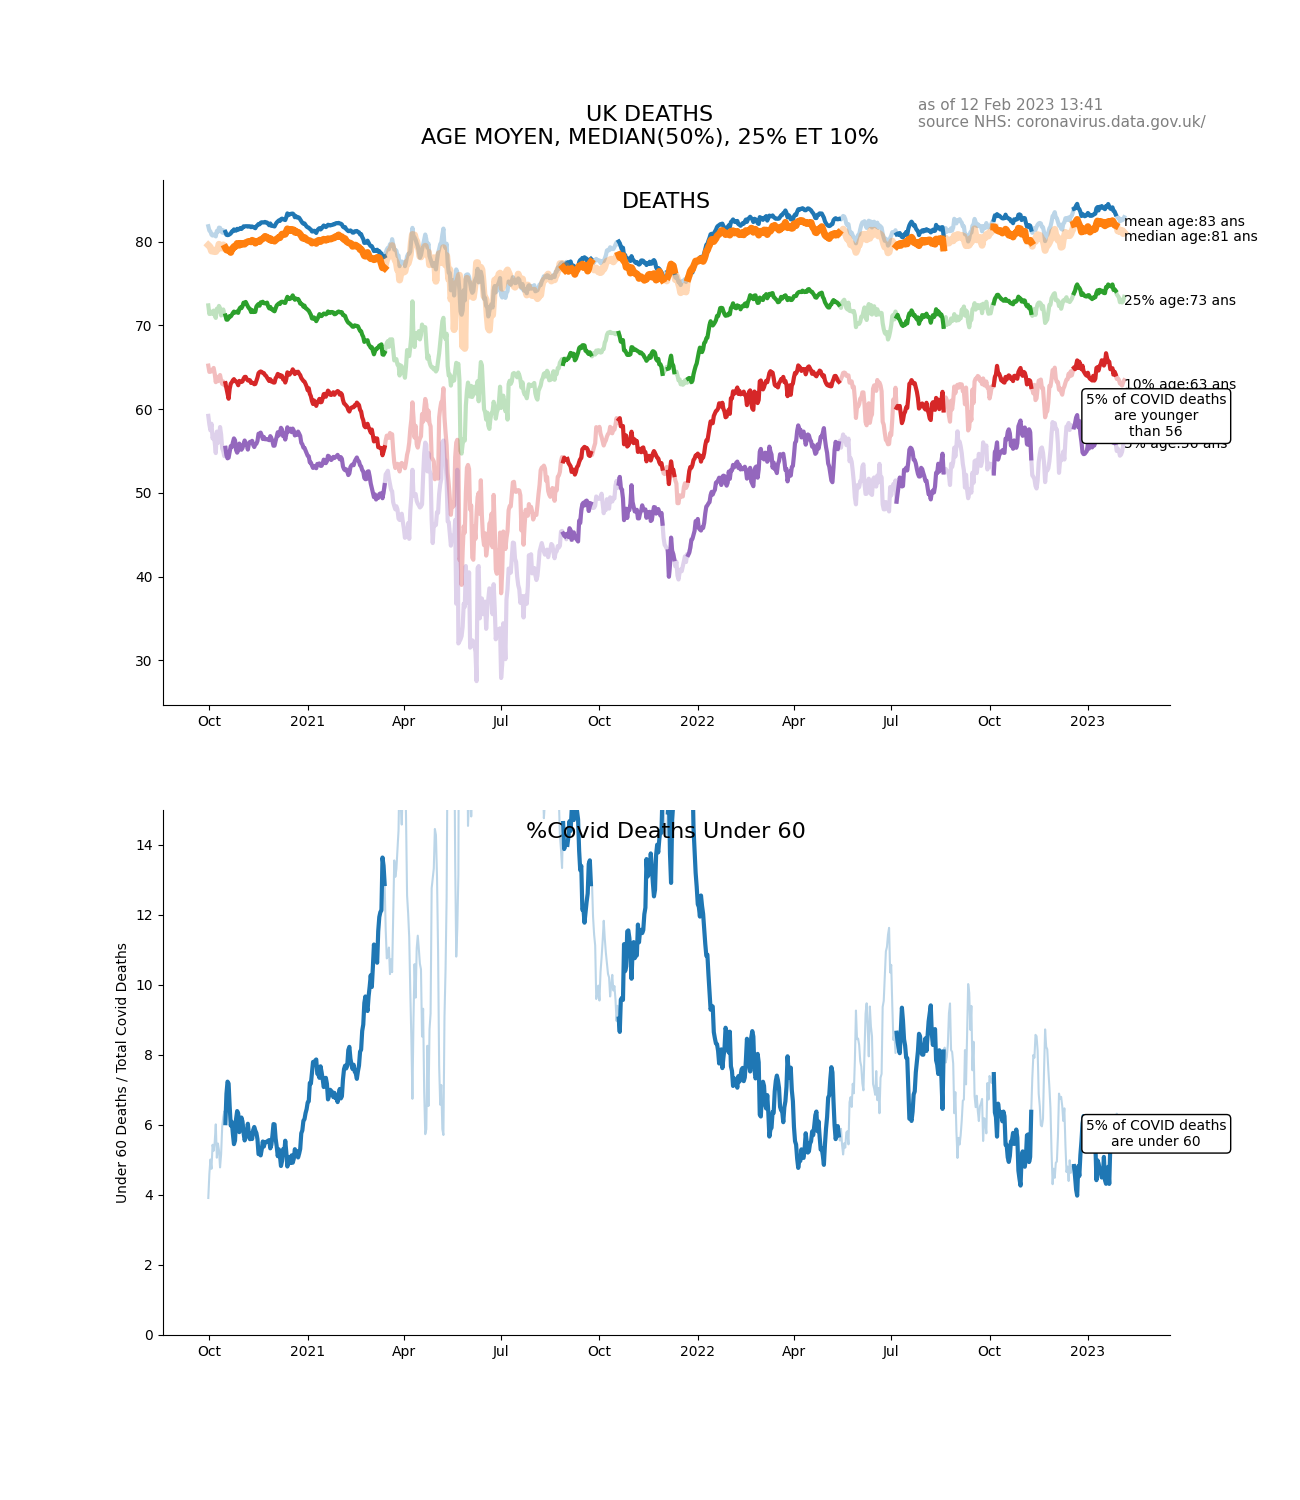 as of 12 Feb 2023 13:41
source NHS: coronavirus.data.gov.uk/
UK DEATHS
AGE MOYEN, MEDIAN(50%), 25% ET 10%
DEATHS
mean age:83 ans
median age:81 ans
25% age:73 ans
10% age:63 ans
5% of COVID deaths
are younger
than 56
5% age:56 ans
80
70
60
50
40
30
Oct 2021 Apr Jul Oct 2022 Apr Jul Oct 2023
%Covid Deaths Under 60
Under 60 Deaths / Total Covid Deaths
14
12
10
8
6
4
2
0
5% of COVID deaths
are under 60
Oct 2021 Apr Jul Oct 2022 Apr Jul Oct 2023